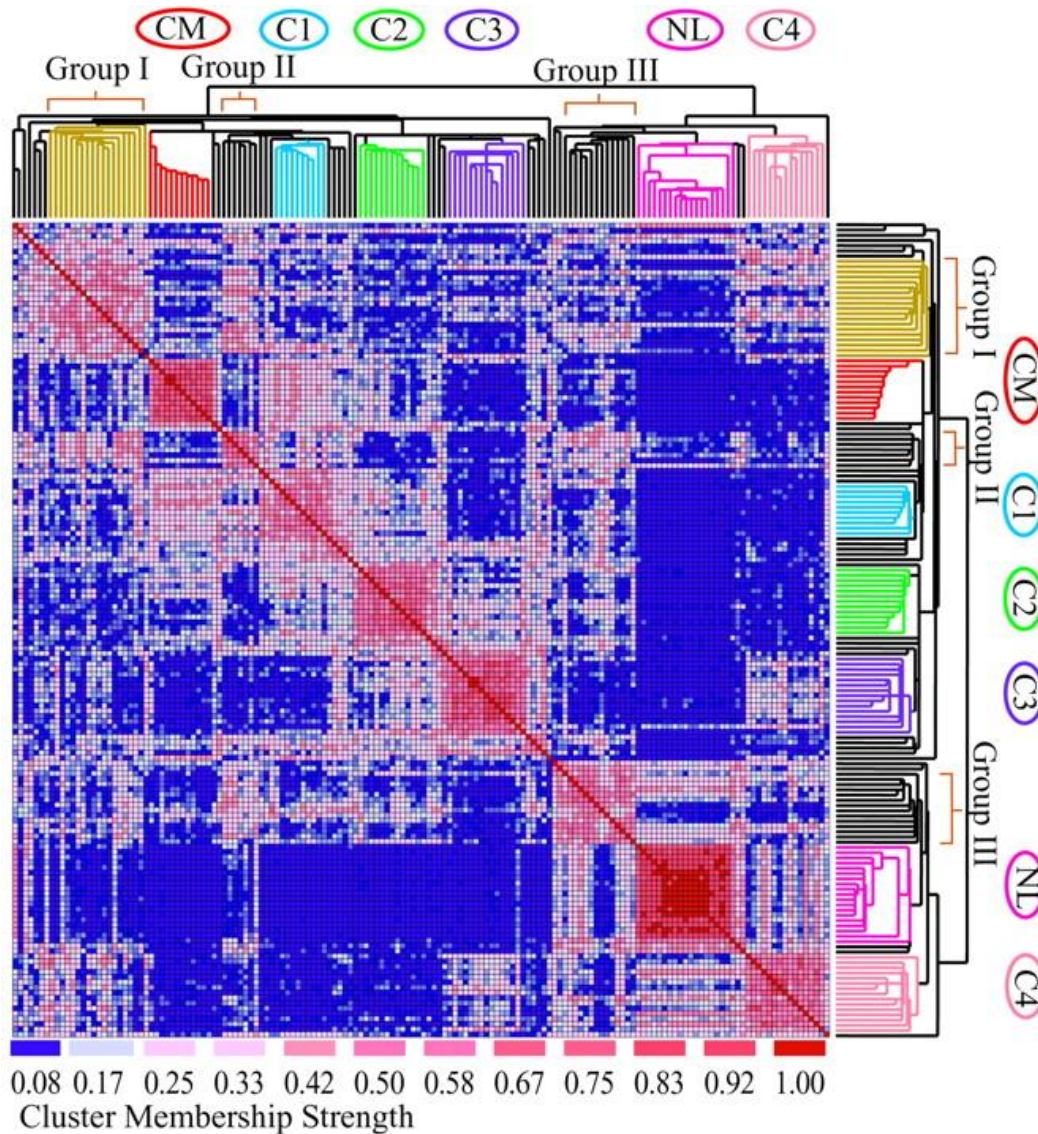 CM C1 C2 C3 NL C4
Group I Group II Group III
Group I
CM
Group II
C1
C2
C3
Group III
NL
C4
0.08 0.17 0.25 0.33 0.42 0.50 0.58 0.67 0.75 0.83 0.92 1.00
Cluster Membership Strength